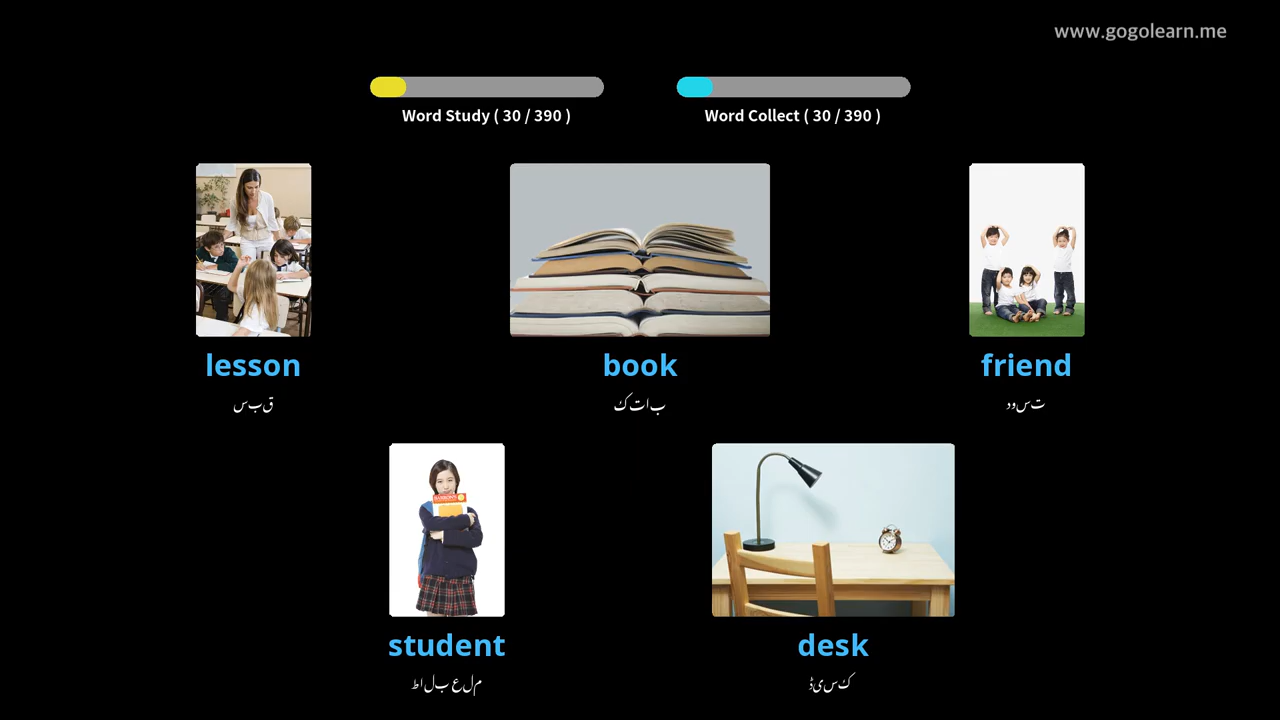 www.gogolearn.me
Word Study ( 30 / 390 )
Word Collect ( 30 / 390 )
lesson
book
friend
سبق
کتاب
دوست
BARRON'S
student
desk
طالب علم
ڈیسک